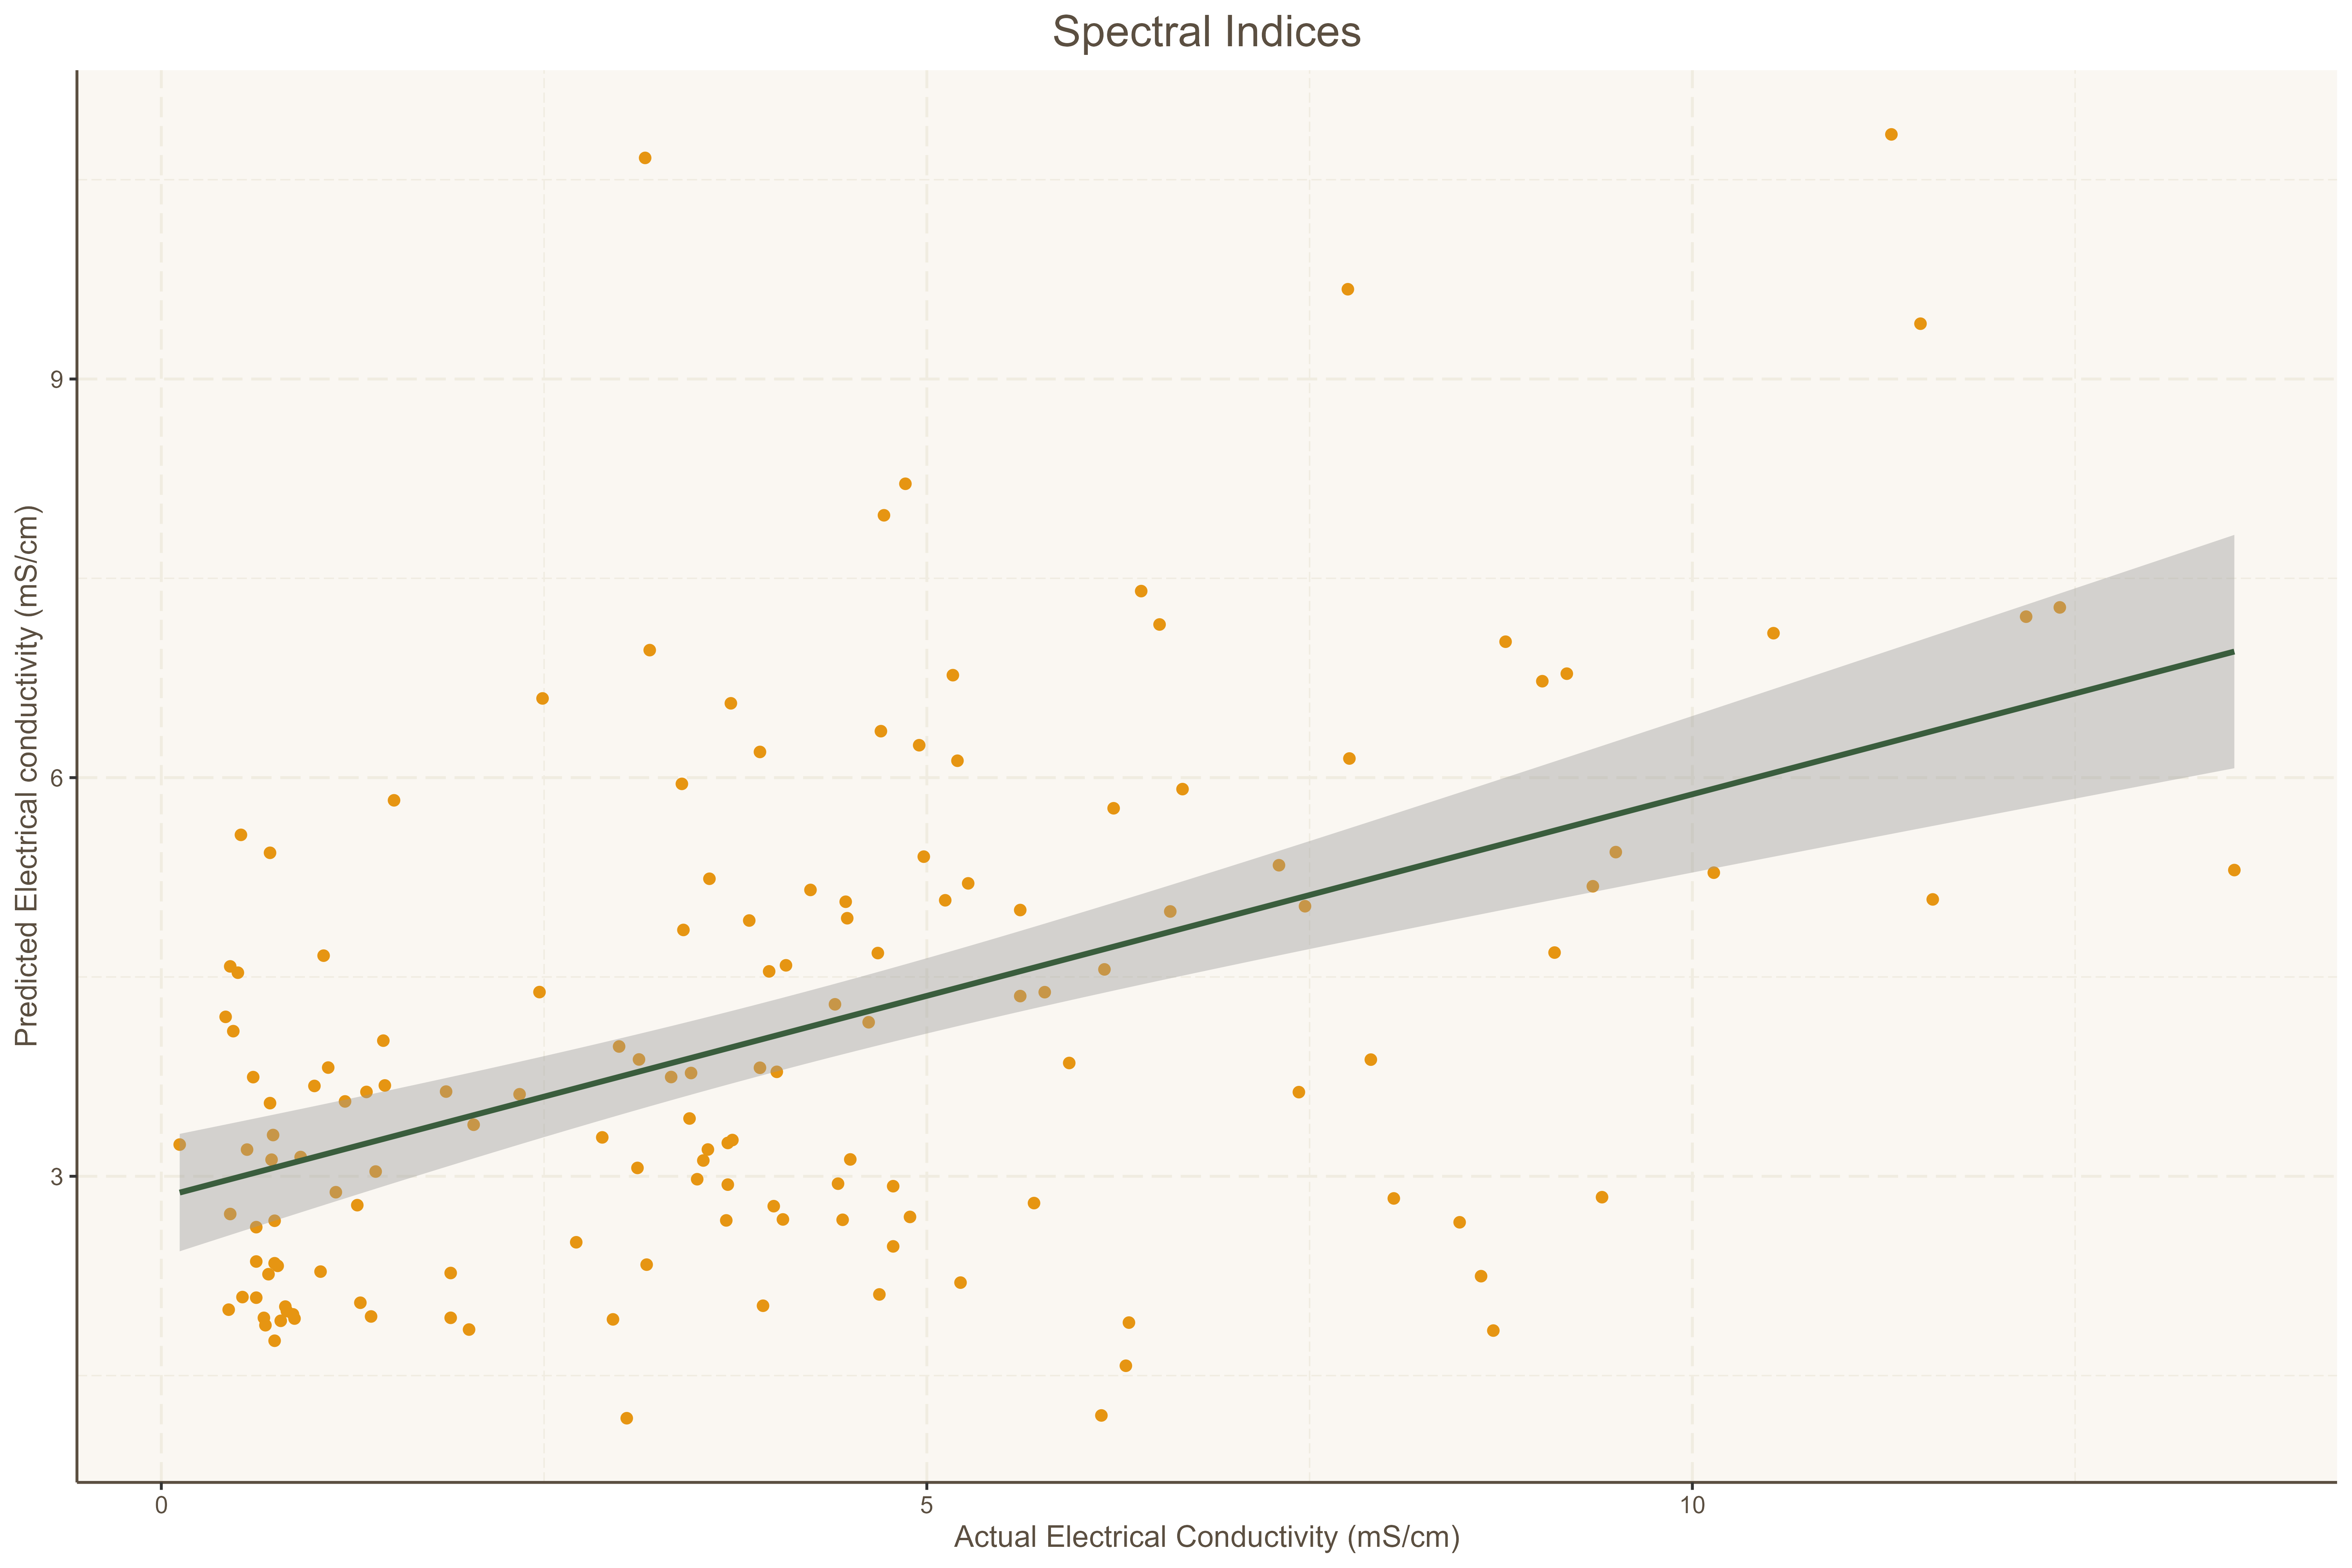 Spectral Indices
Predicted Electrical conductivity (mS/cm)
9
6
3
0
5
10
Actual Electrical Conductivity (mS/cm)